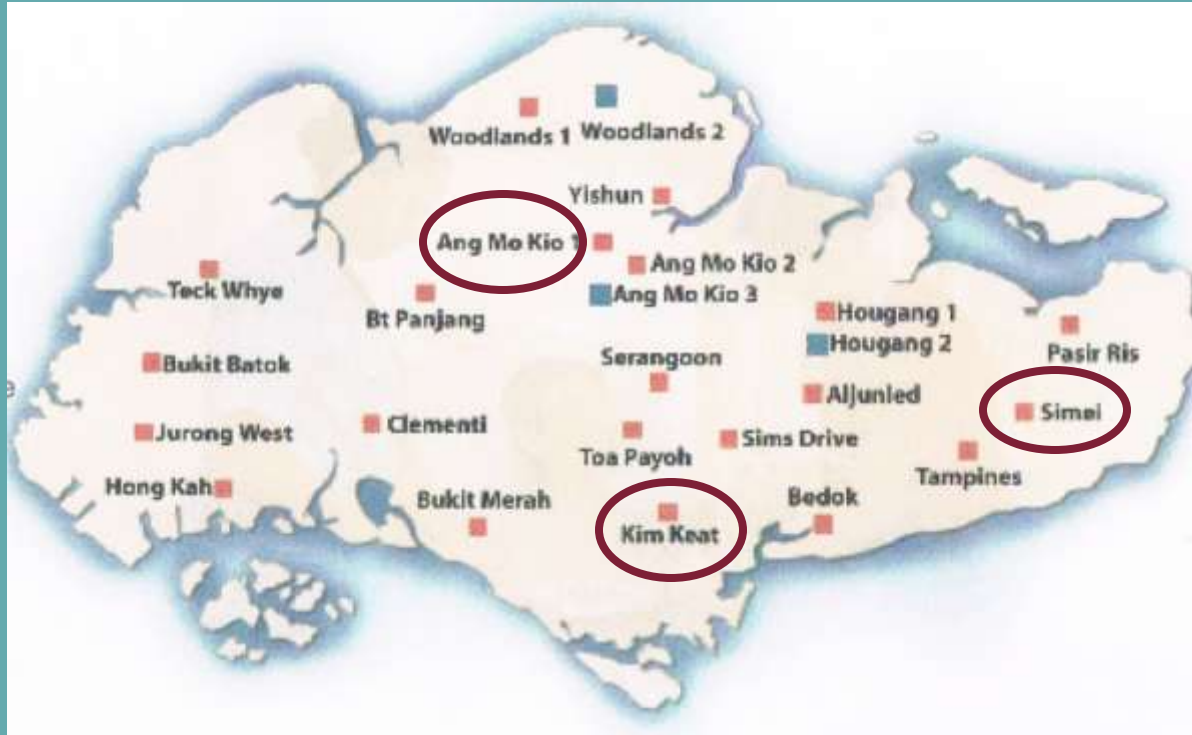 Woodlands 1
Woodlands 2
Yishun
Ang Mo Kio 1
Ang Mo Kio 2
Teck Whye
Ang Mo Kio 3
Bt Panjang
Hougang 1
Hougang 2
Pasir Ris
Serangoon
Bukit Batok
Aljunied
Simei
Clementi
Jurong West
Sims Drive
Toa Payoh
Tampines
Hong Kah
Bukit Merah
Bedok
Kim Keat